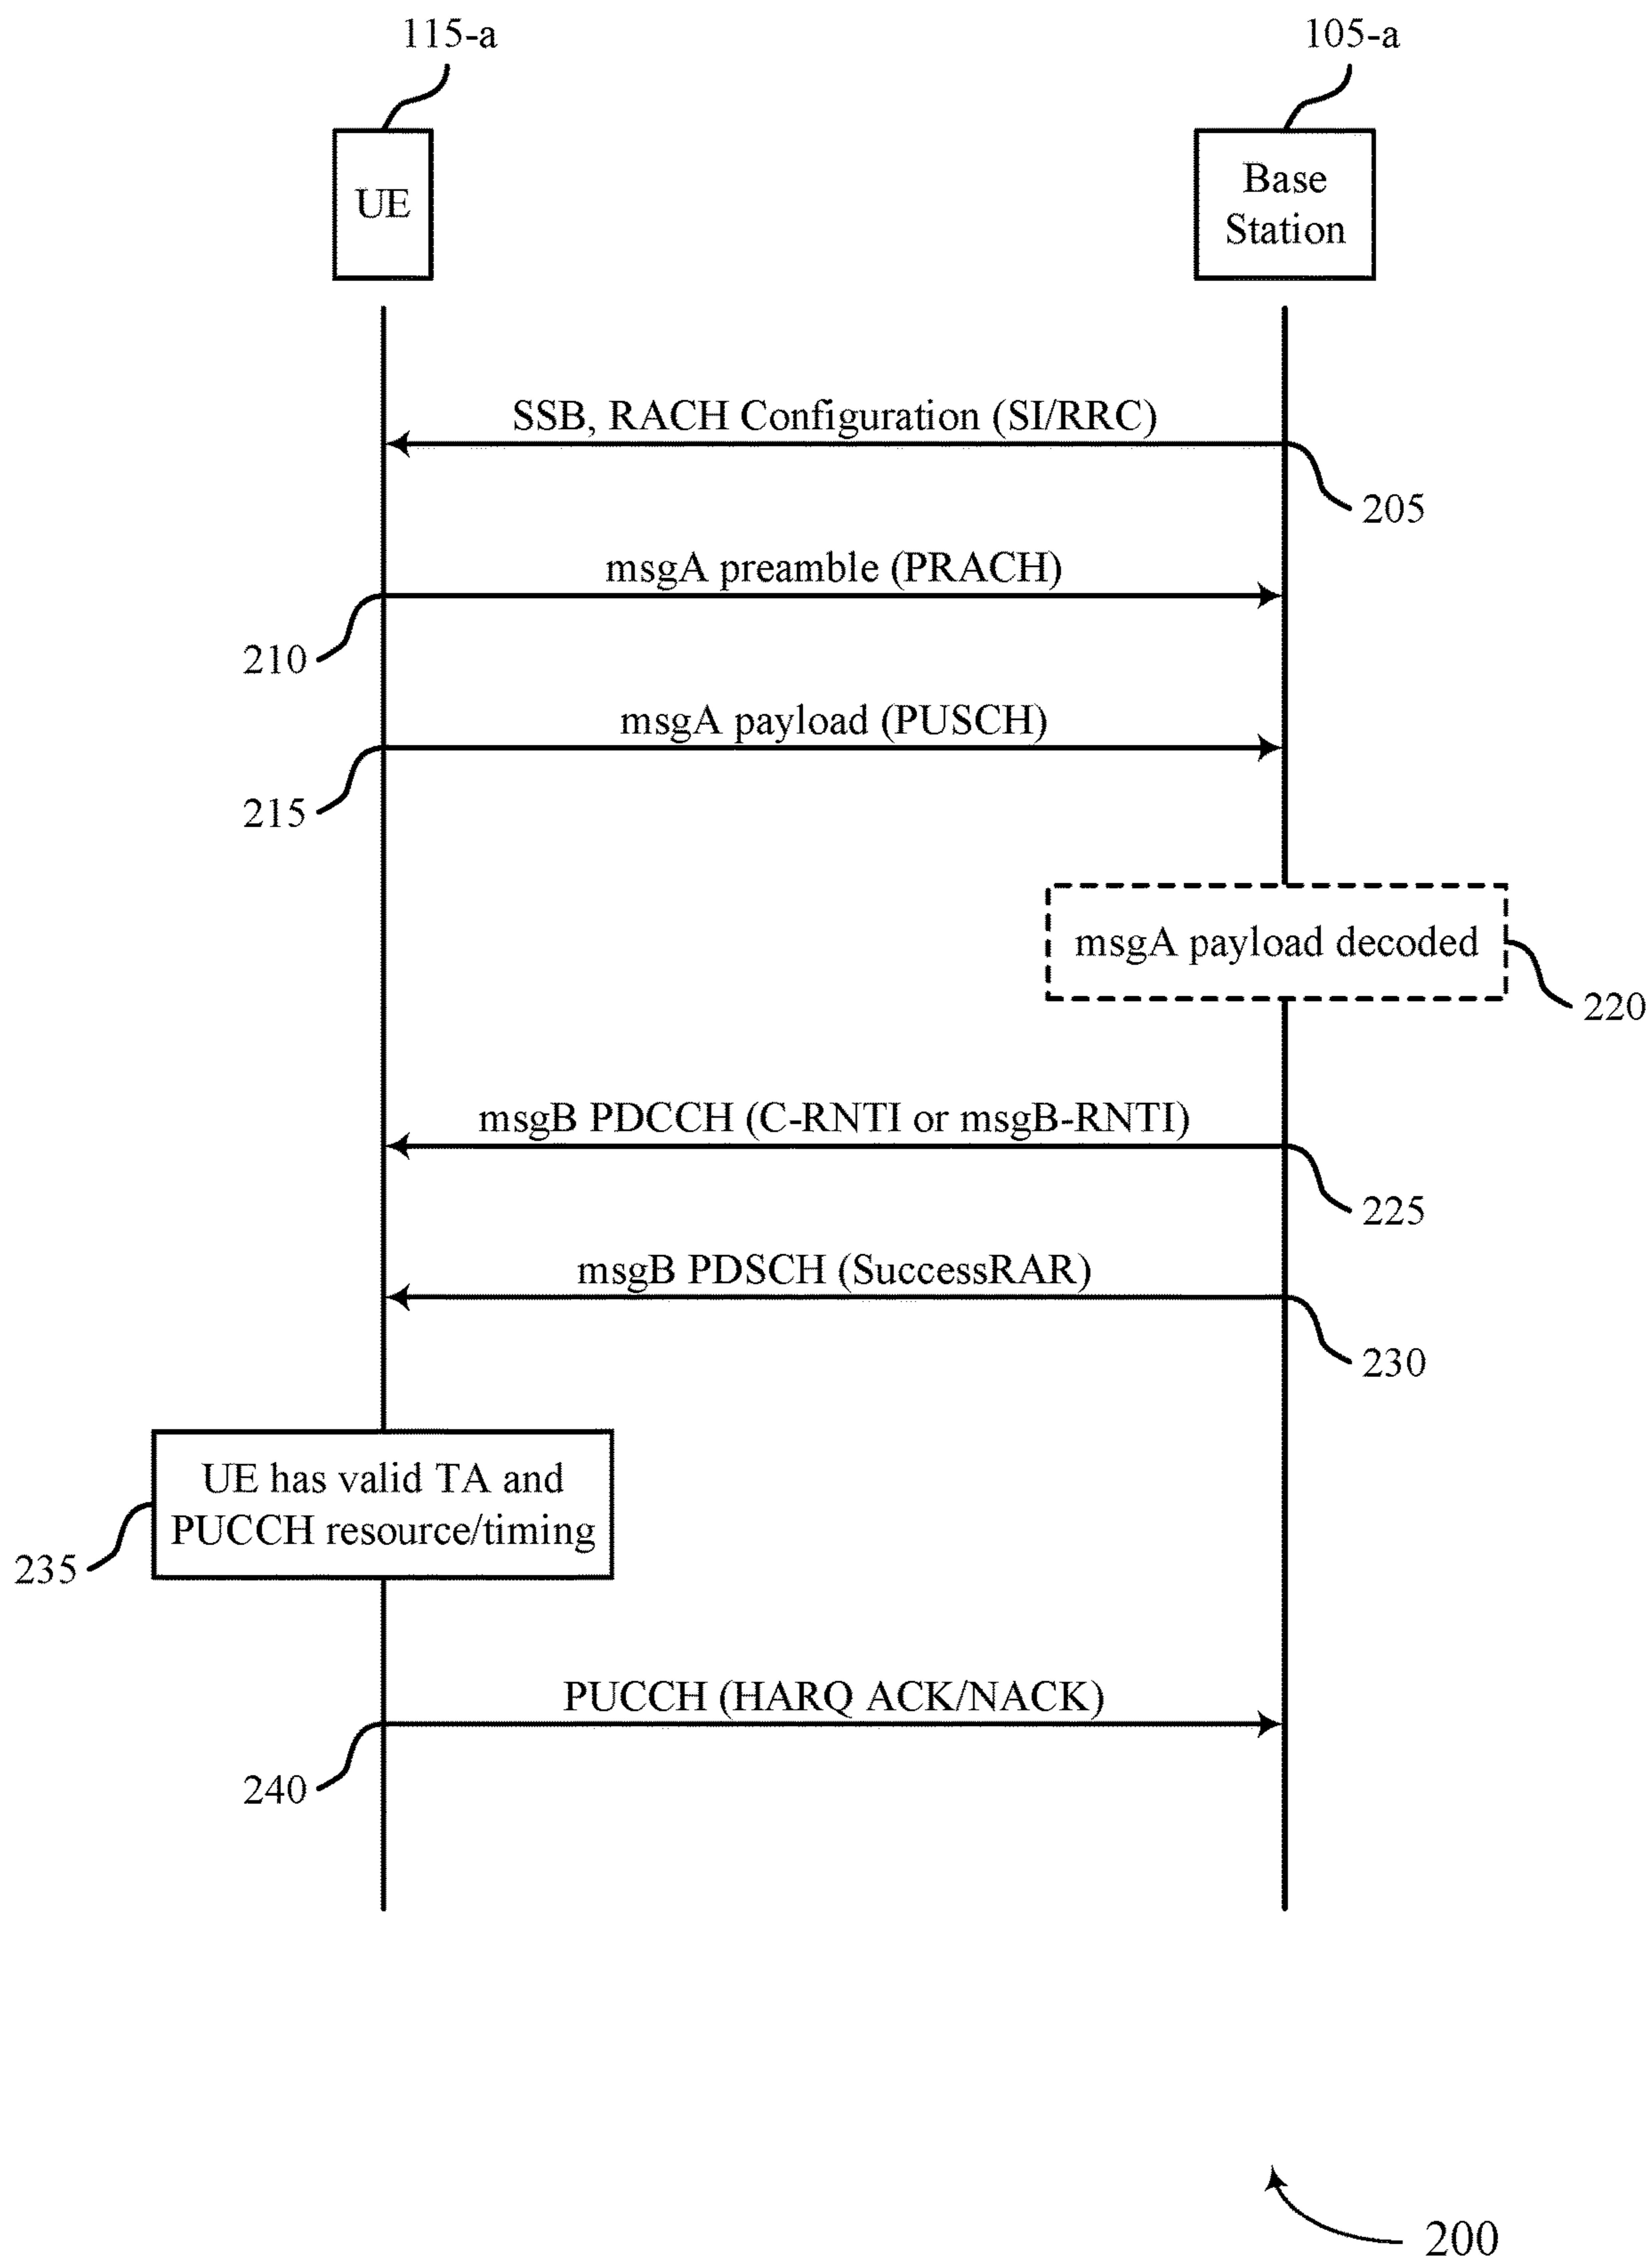 115-a
105-a
UE
Base
Station
SSB, RACH Configuration (SI/RRC)
205
msgA preamble (PRACH)
210
msgA payload (PUSCH)
215
msgA payload decoded
220
msgB PDCCH (C-RNTI or msgB-RNTI)
225
msgB PDSCH (SuccessRAR)
230
UE has valid TA and
PUCCH resource/timing
235
PUCCH (HARQ ACK/NACK)
240
200